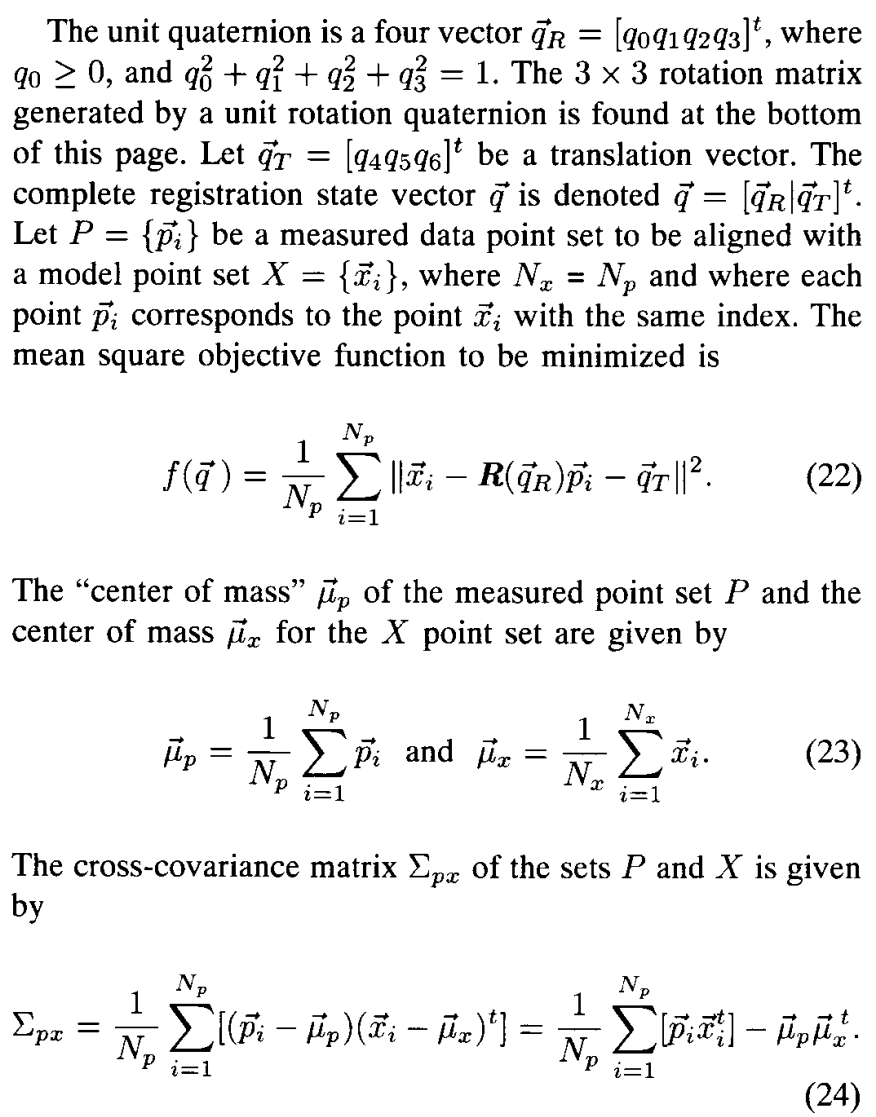 The unit quaternion is a four vector $\vec{q}_R = [q_0 q_1 q_2 q_3]^t$, where
$q_0 \geq 0$, and $q_0^2 + q_1^2 + q_2^2 + q_3^2 = 1$. The $3 \times 3$ rotation matrix
generated by a unit rotation quaternion is found at the bottom
of this page. Let $\vec{q}_T = [q_4 q_5 q_6]^t$ be a translation vector. The
complete registration state vector $\vec{q}$ is denoted $\vec{q} = [\vec{q}_R | \vec{q}_T]^t$.
Let $P = \{\vec{p}_i\}$ be a measured data point set to be aligned with
a model point set $X = \{\vec{x}_i\}$, where $N_x = N_p$ and where each
point $\vec{p}_i$ corresponds to the point $\vec{x}_i$ with the same index. The
mean square objective function to be minimized is
$f(\vec{q}\,) = \frac{1}{N_p} \sum_{i=1}^{N_p} \| \vec{x}_i - \boldsymbol{R}(\vec{q}_R) \vec{p}_i - \vec{q}_T \|^2.$ (22)
The “center of mass” $\vec{\mu}_p$ of the measured point set $P$ and the
center of mass $\vec{\mu}_x$ for the $X$ point set are given by
$\vec{\mu}_p = \frac{1}{N_p} \sum_{i=1}^{N_p} \vec{p}_i$ and $\vec{\mu}_x = \frac{1}{N_x} \sum_{i=1}^{N_x} \vec{x}_i.$ (23)
The cross-covariance matrix $\Sigma_{px}$ of the sets $P$ and $X$ is given
by
$\Sigma_{px} = \frac{1}{N_p} \sum_{i=1}^{N_p} [(\vec{p}_i - \vec{\mu}_p)(\vec{x}_i - \vec{\mu}_x)^t] = \frac{1}{N_p} \sum_{i=1}^{N_p} [\vec{p}_i \vec{x}_i^t] - \vec{\mu}_p \vec{\mu}_x^{\,t}.$
(24)